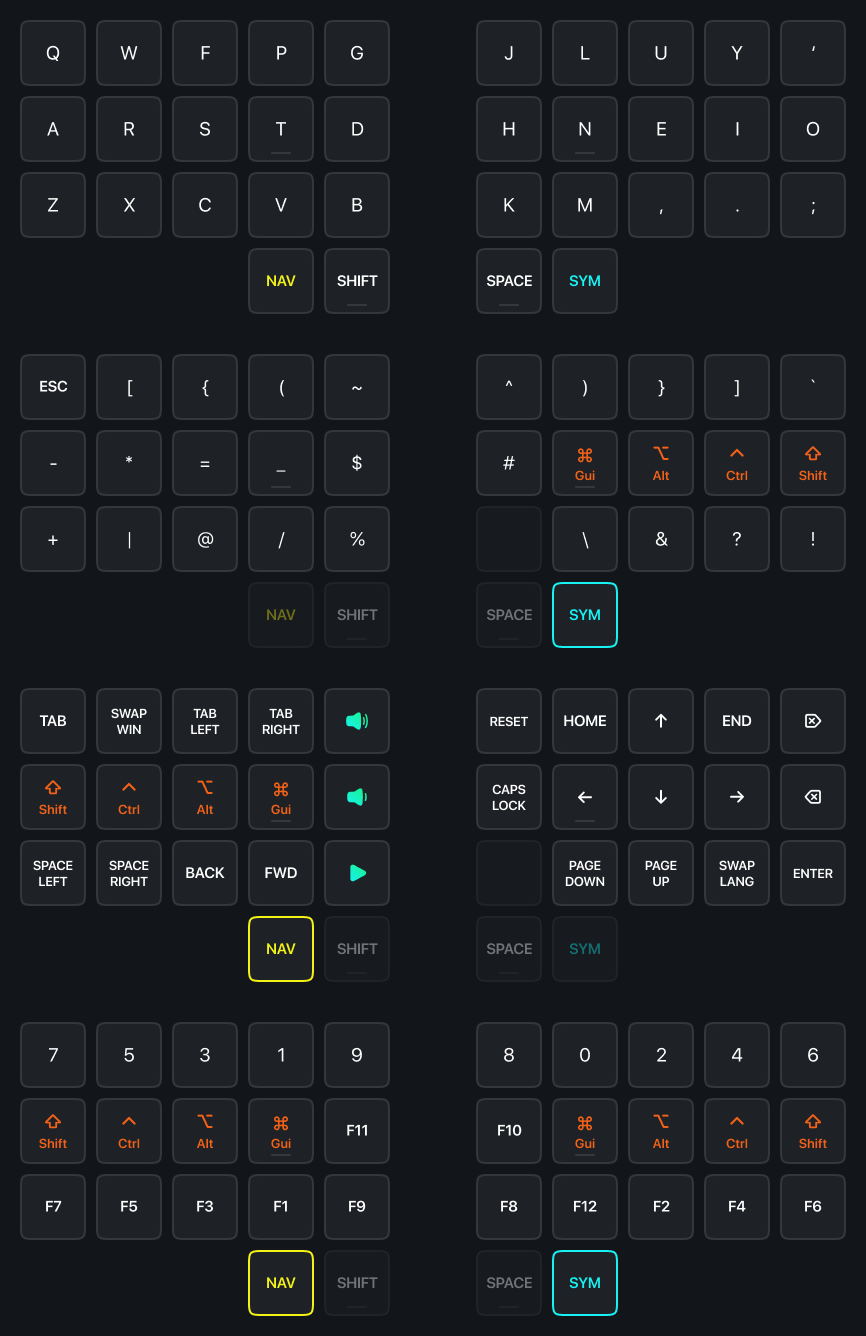 Q W F P G J L U Y ′
A R S T D H N E I O
Z X C V B K M , . ;
NAV SHIFT SPACE SYM
ESC [ { ( ~ ^ ) } ] `
- * = _ $ # ⌘ ⌥ ⌃ ⇧
Gui Alt Ctrl Shift
+ | @ / % \ & ? !
NAV SHIFT SPACE SYM
TAB SWAP TAB TAB RESET HOME ↑ END ⌦
WIN LEFT RIGHT
⇧ ⌃ ⌥ ⌘ CAPS ← ↓ → ⌫
Shift Ctrl Alt Gui LOCK
SPACE SPACE BACK FWD PAGE PAGE SWAP ENTER
LEFT RIGHT DOWN UP LANG
NAV SHIFT SPACE SYM
7 5 3 1 9 8 0 2 4 6
⇧ ⌃ ⌥ ⌘ F11 F10 ⌘ ⌥ ⌃ ⇧
Shift Ctrl Alt Gui Gui Alt Ctrl Shift
F7 F5 F3 F1 F9 F8 F12 F2 F4 F6
NAV SHIFT SPACE SYM